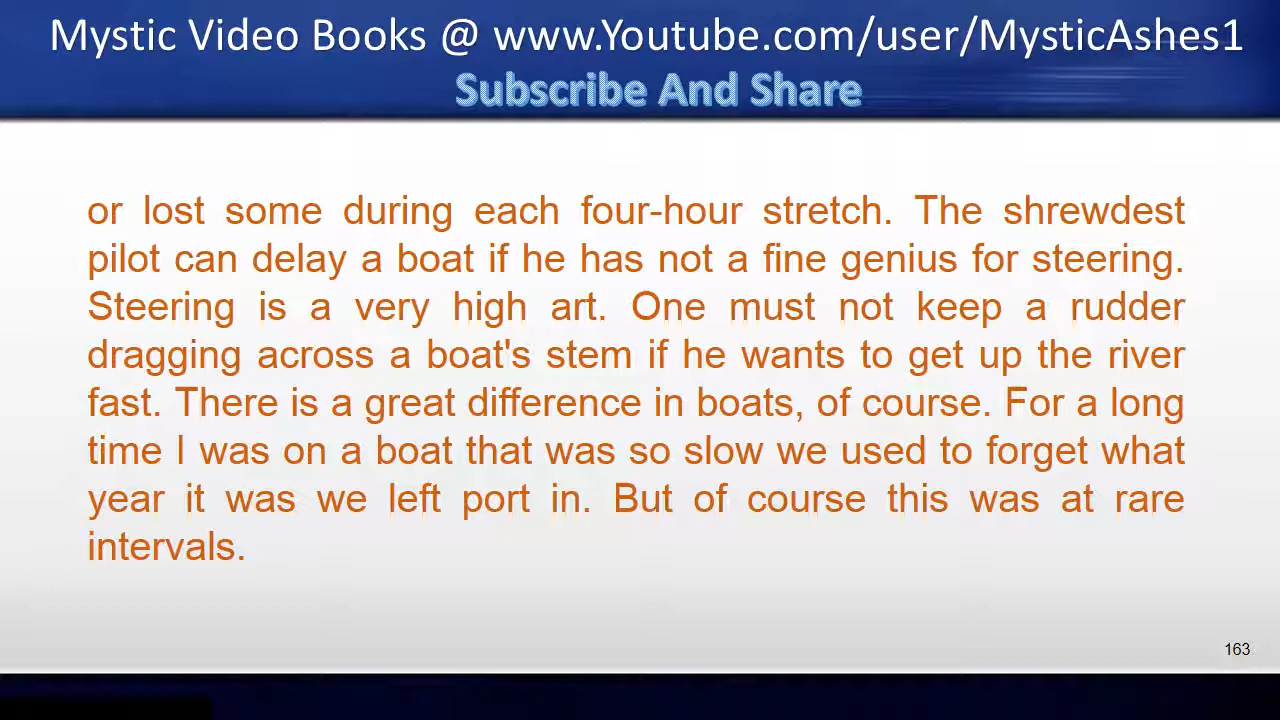 Mystic Video Books @ www.Youtube.com/user/MysticAshes1
Subscribe And Share
or lost some during each four-hour stretch. The shrewdest
pilot can delay a boat if he has not a fine genius for steering.
Steering is a very high art. One must not keep a rudder
dragging across a boat's stem if he wants to get up the river
fast. There is a great difference in boats, of course. For a long
time I was on a boat that was so slow we used to forget what
year it was we left port in. But of course this was at rare
intervals.
163